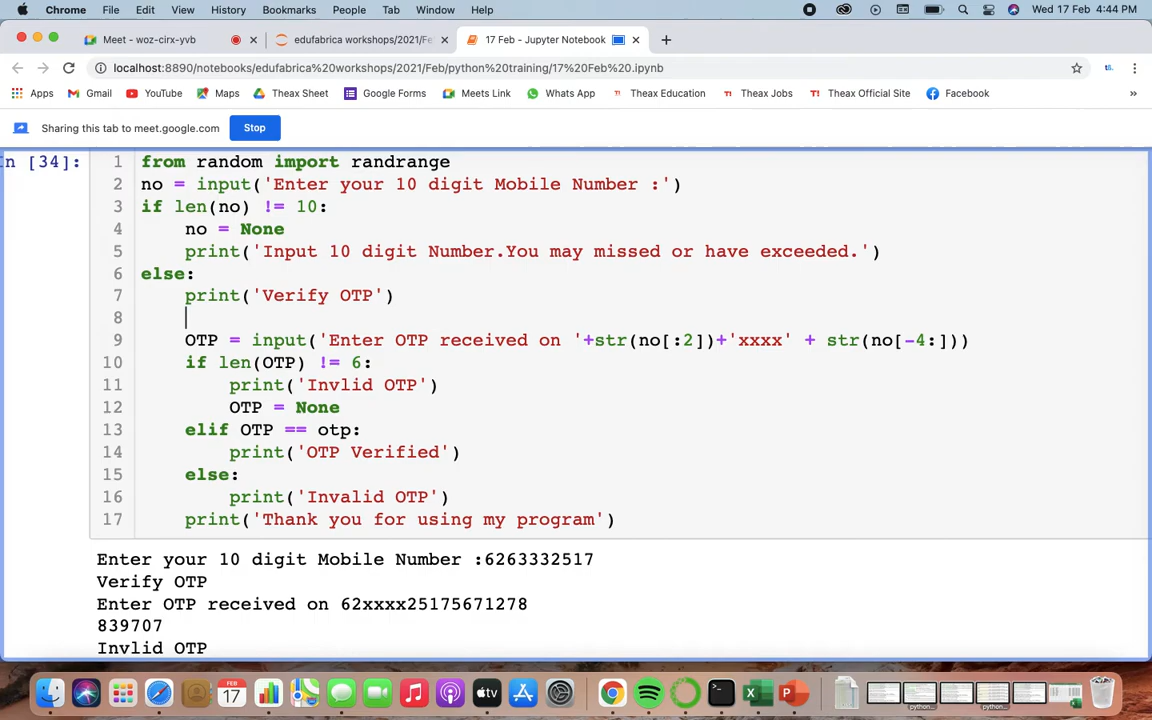 Chrome File Edit View History Bookmarks People Tab Window Help Wed 17 Feb 4:44 PM
Meet - woz-cirx-yvb edufabrica workshops/2021/Fe 17 Feb - Jupyter Notebook
localhost:8890/notebooks/edufabrica%20workshops/2021/Feb/python%20training/17%20Feb%20.ipynb
Apps Gmail YouTube Maps Theax Sheet Google Forms Meets Link Whats App Theax Education Theax Jobs Theax Official Site Facebook »
Sharing this tab to meet.google.com Stop
n [34]: 1 from random import randrange
2 no = input('Enter your 10 digit Mobile Number :')
3 if len(no) != 10:
4 no = None
5 print('Input 10 digit Number.You may missed or have exceeded.')
6 else:
7 print('Verify OTP')
8
9 OTP = input('Enter OTP received on '+str(no[:2])+'xxxx' + str(no[-4:]))
10 if len(OTP) != 6:
11 print('Invlid OTP')
12 OTP = None
13 elif OTP == otp:
14 print('OTP Verified')
15 else:
16 print('Invalid OTP')
17 print('Thank you for using my program')
Enter your 10 digit Mobile Number :6263332517
Verify OTP
Enter OTP received on 62xxxx25175671278
839707
Invlid OTP
FEB
17
tv